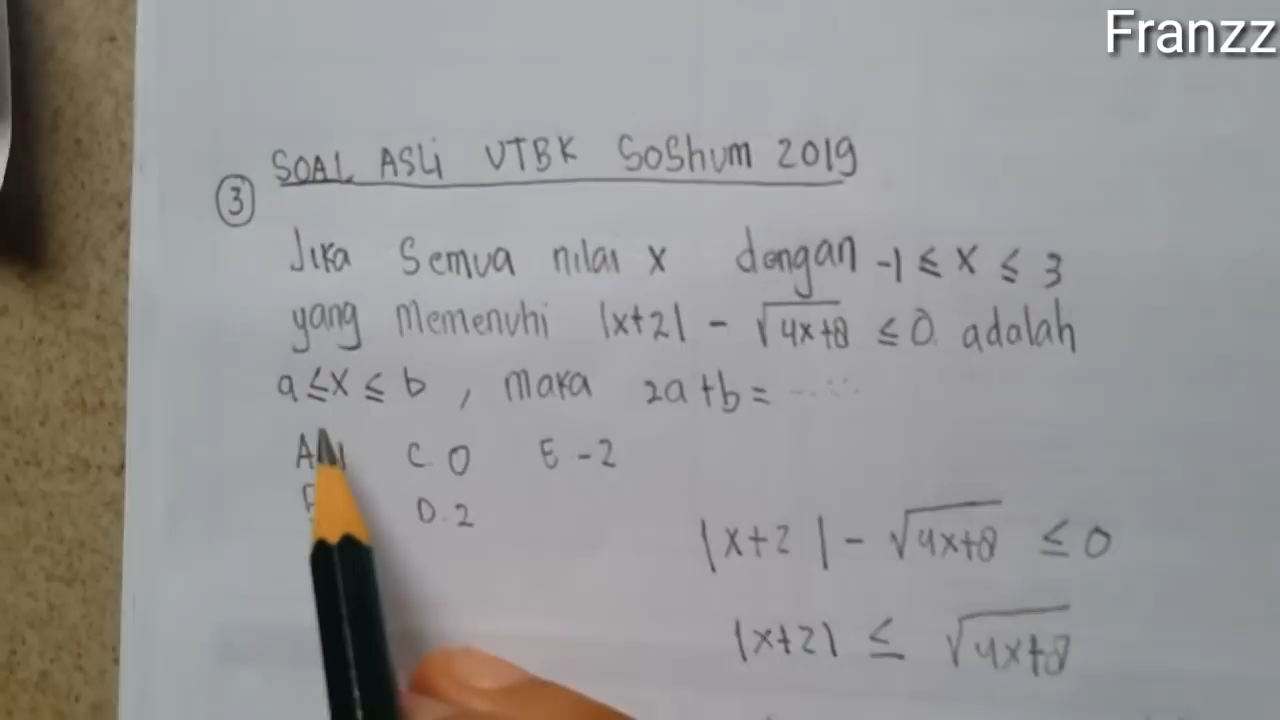 Franzz
SOAL ASLi UTBK SoShum 2019
3
Jika Semua nilai x dengan -1 ≤ x ≤ 3
yang memenuhi |x+2| - √4x+8 ≤ 0. adalah
a ≤ x ≤ b , maka 2a+b = ......
A C. 0 E -2
D. 2
|x+2| - √4x+8 ≤ 0
|x+2| ≤ √4x+8